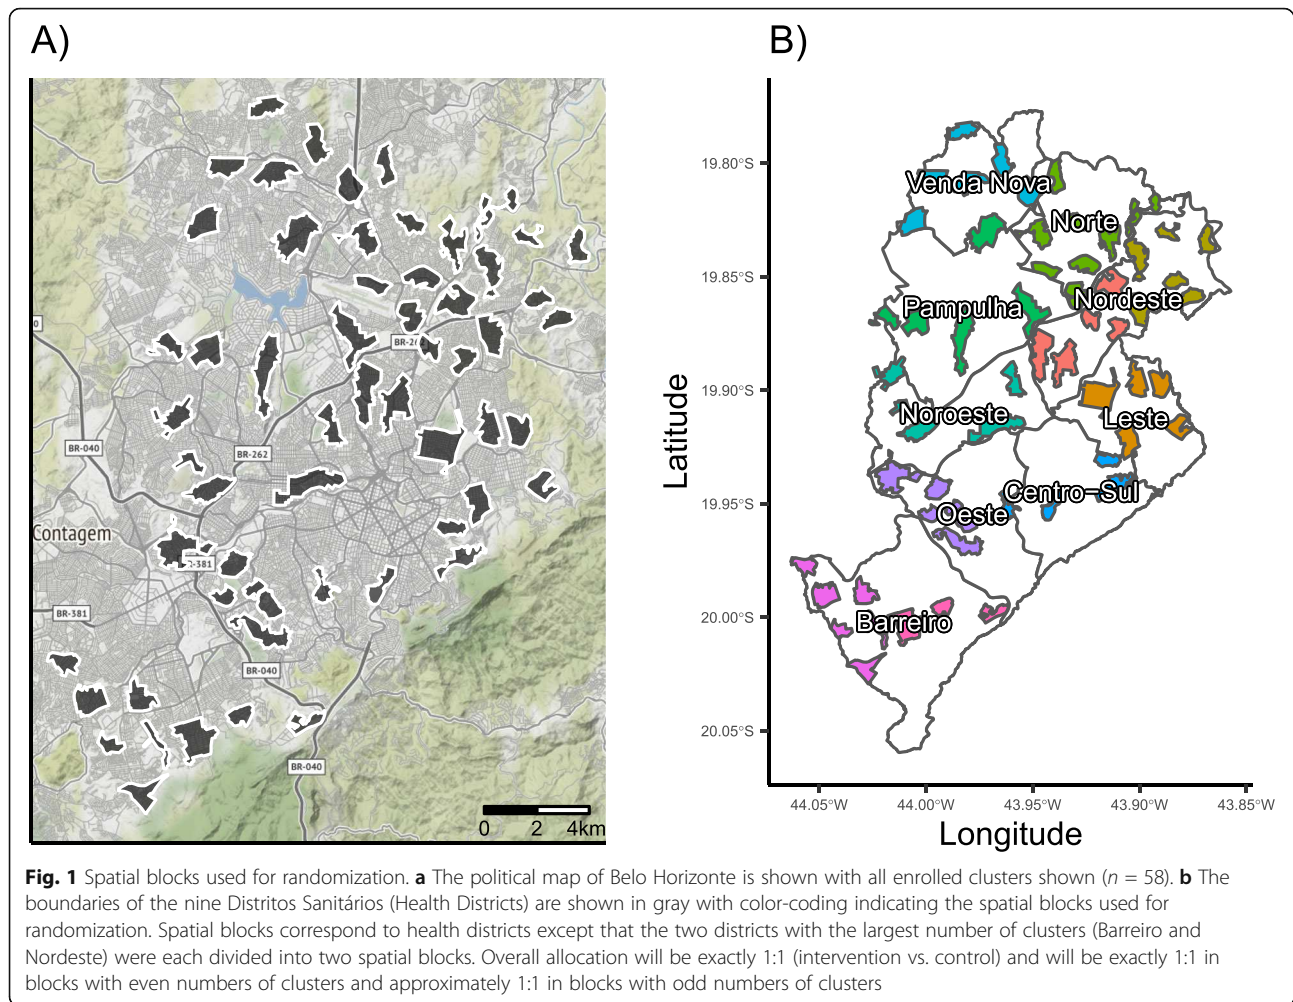 A)
B)
0
BR-262
BR-040
BR-262
Contagem
R-381
BR-381
BR-040
BR-040
0 2 4km
Latitude
19.80°S
19.85°S
19.90°S
19.95°S
20.00°S
20.05°S
Venda Nova
Norte
Pampulha
Nordeste
Noroeste
Leste
Centro-Sul
Oeste
Barreiro
44.05°W 44.00°W 43.95°W 43.90°W 43.85°W
Longitude
Fig. 1 Spatial blocks used for randomization. a The political map of Belo Horizonte is shown with all enrolled clusters shown (n = 58). b The
boundaries of the nine Distritos Sanitários (Health Districts) are shown in gray with color-coding indicating the spatial blocks used for
randomization. Spatial blocks correspond to health districts except that the two districts with the largest number of clusters (Barreiro and
Nordeste) were each divided into two spatial blocks. Overall allocation will be exactly 1:1 (intervention vs. control) and will be exactly 1:1 in
blocks with even numbers of clusters and approximately 1:1 in blocks with odd numbers of clusters